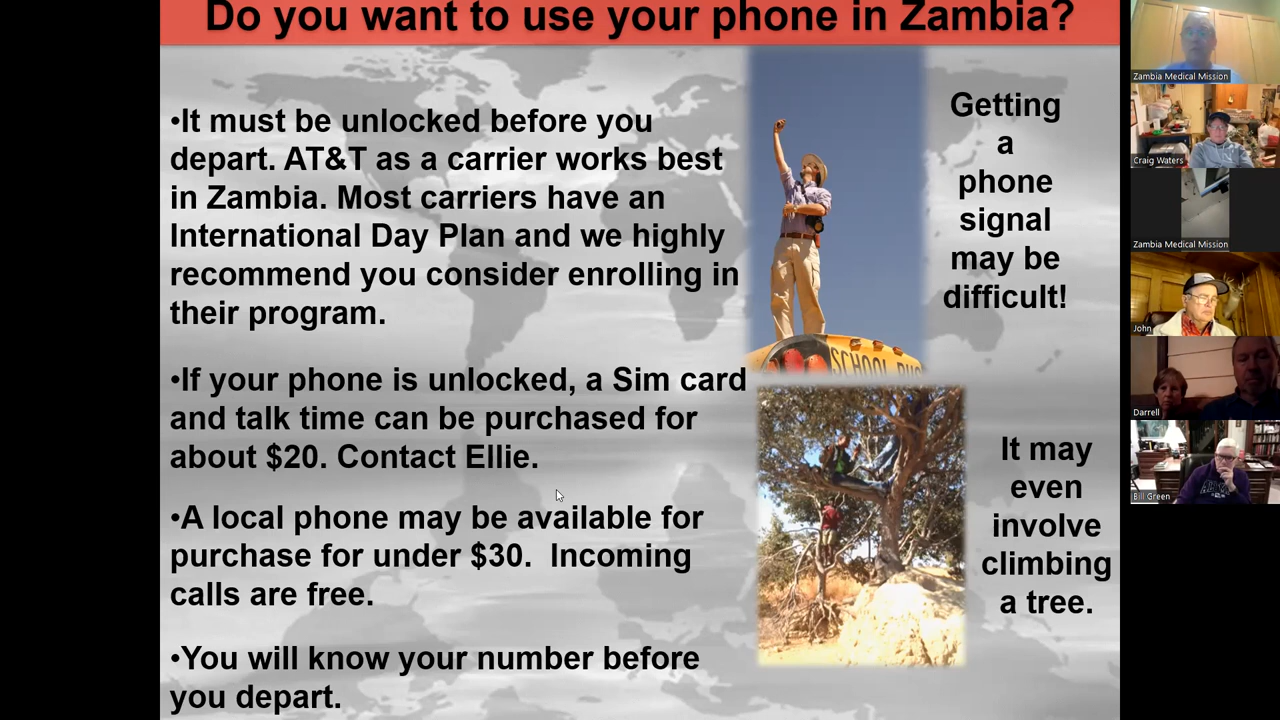 Do you want to use your phone in Zambia?
•It must be unlocked before you
depart. AT&T as a carrier works best
in Zambia. Most carriers have an
International Day Plan and we highly
recommend you consider enrolling in
their program.
•If your phone is unlocked, a Sim card
and talk time can be purchased for
about $20. Contact Ellie.
•A local phone may be available for
purchase for under $30.  Incoming
calls are free.
•You will know your number before
you depart.
Getting
a
phone
signal
may be
difficult!
SCHOOL BUS
It may
even
involve
climbing
a tree.
Zambia Medical Mission
Craig Waters
Zambia Medical Mission
John
Darrell
Bill Green